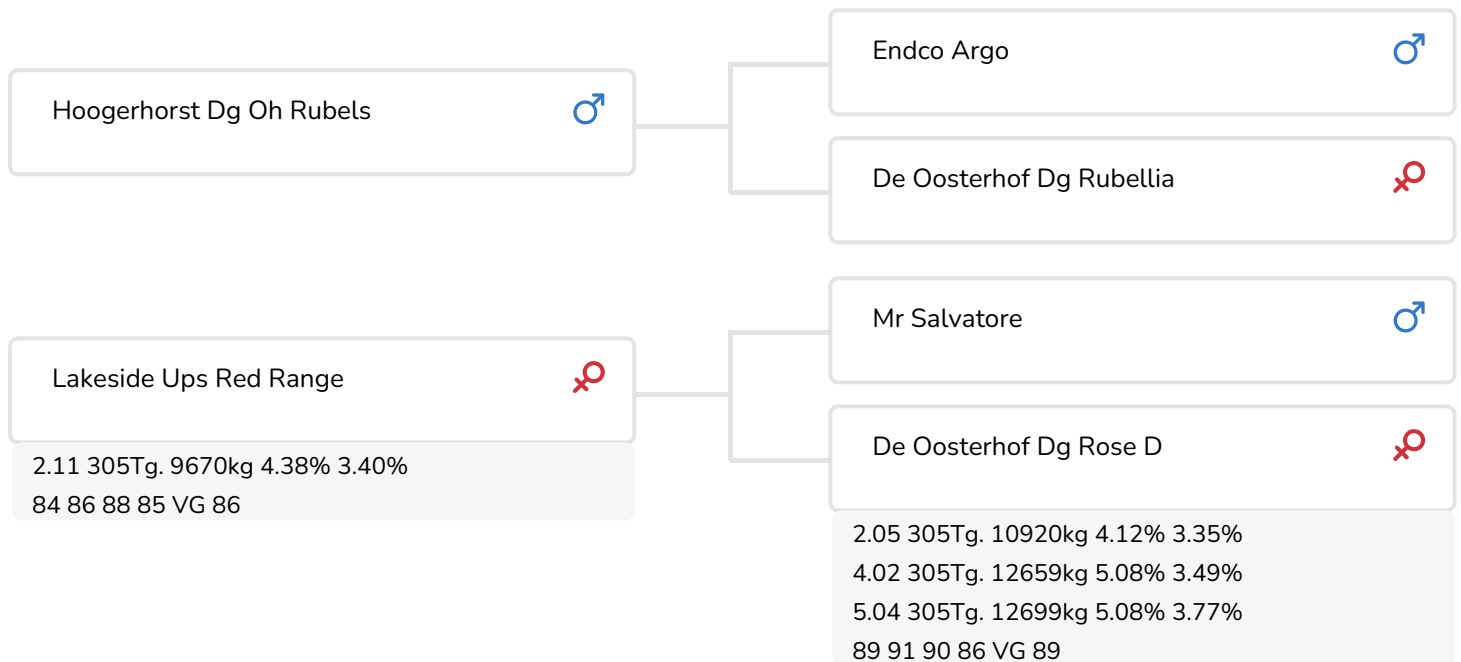 Endco Argo
Hoogerhorst Dg Oh Rubels
De Oosterhof Dg Rubellia
Mr Salvatore
Lakeside Ups Red Range
2.11 305Tg. 9670kg 4.38% 3.40%
84 86 88 85 VG 86
De Oosterhof Dg Rose D
2.05 305Tg. 10920kg 4.12% 3.35%
4.02 305Tg. 12659kg 5.08% 3.49%
5.04 305Tg. 12699kg 5.08% 3.77%
89 91 90 86 VG 89